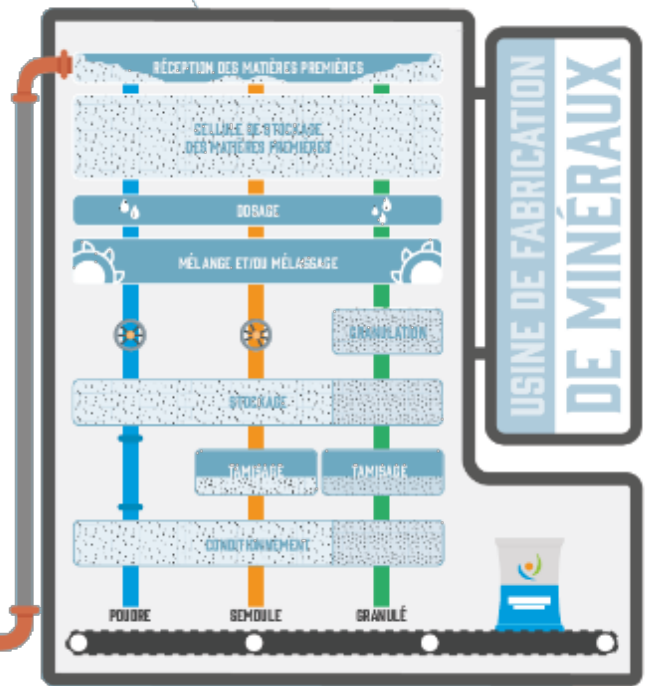 RÉCEPTION DES MATIÈRES PREMIÈRES
CELLULE DE STOCKAGE
DES MATIÈRES PREMIÈRES
DOSAGE
MÉLANGE ET/OU MÉLASSAGE
GRANULATION
STOCKAGE
TAMISAGE
TAMISAGE
CONDITIONNEMENT
POUDRE
SEMOULE
GRANULÉ
USINE DE FABRICATION
DE MINÉRAUX